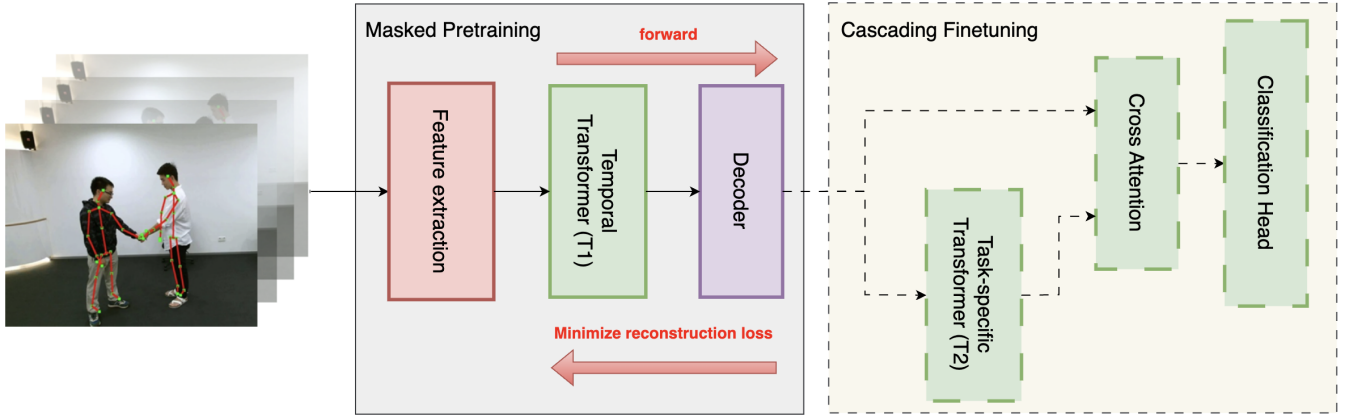 Masked Pretraining
forward
Feature extraction
Temporal
Transformer (T1)
Decoder
Minimize reconstruction loss
Cascading Finetuning
Task-specific
Transformer (T2)
Cross Attention
Classification Head